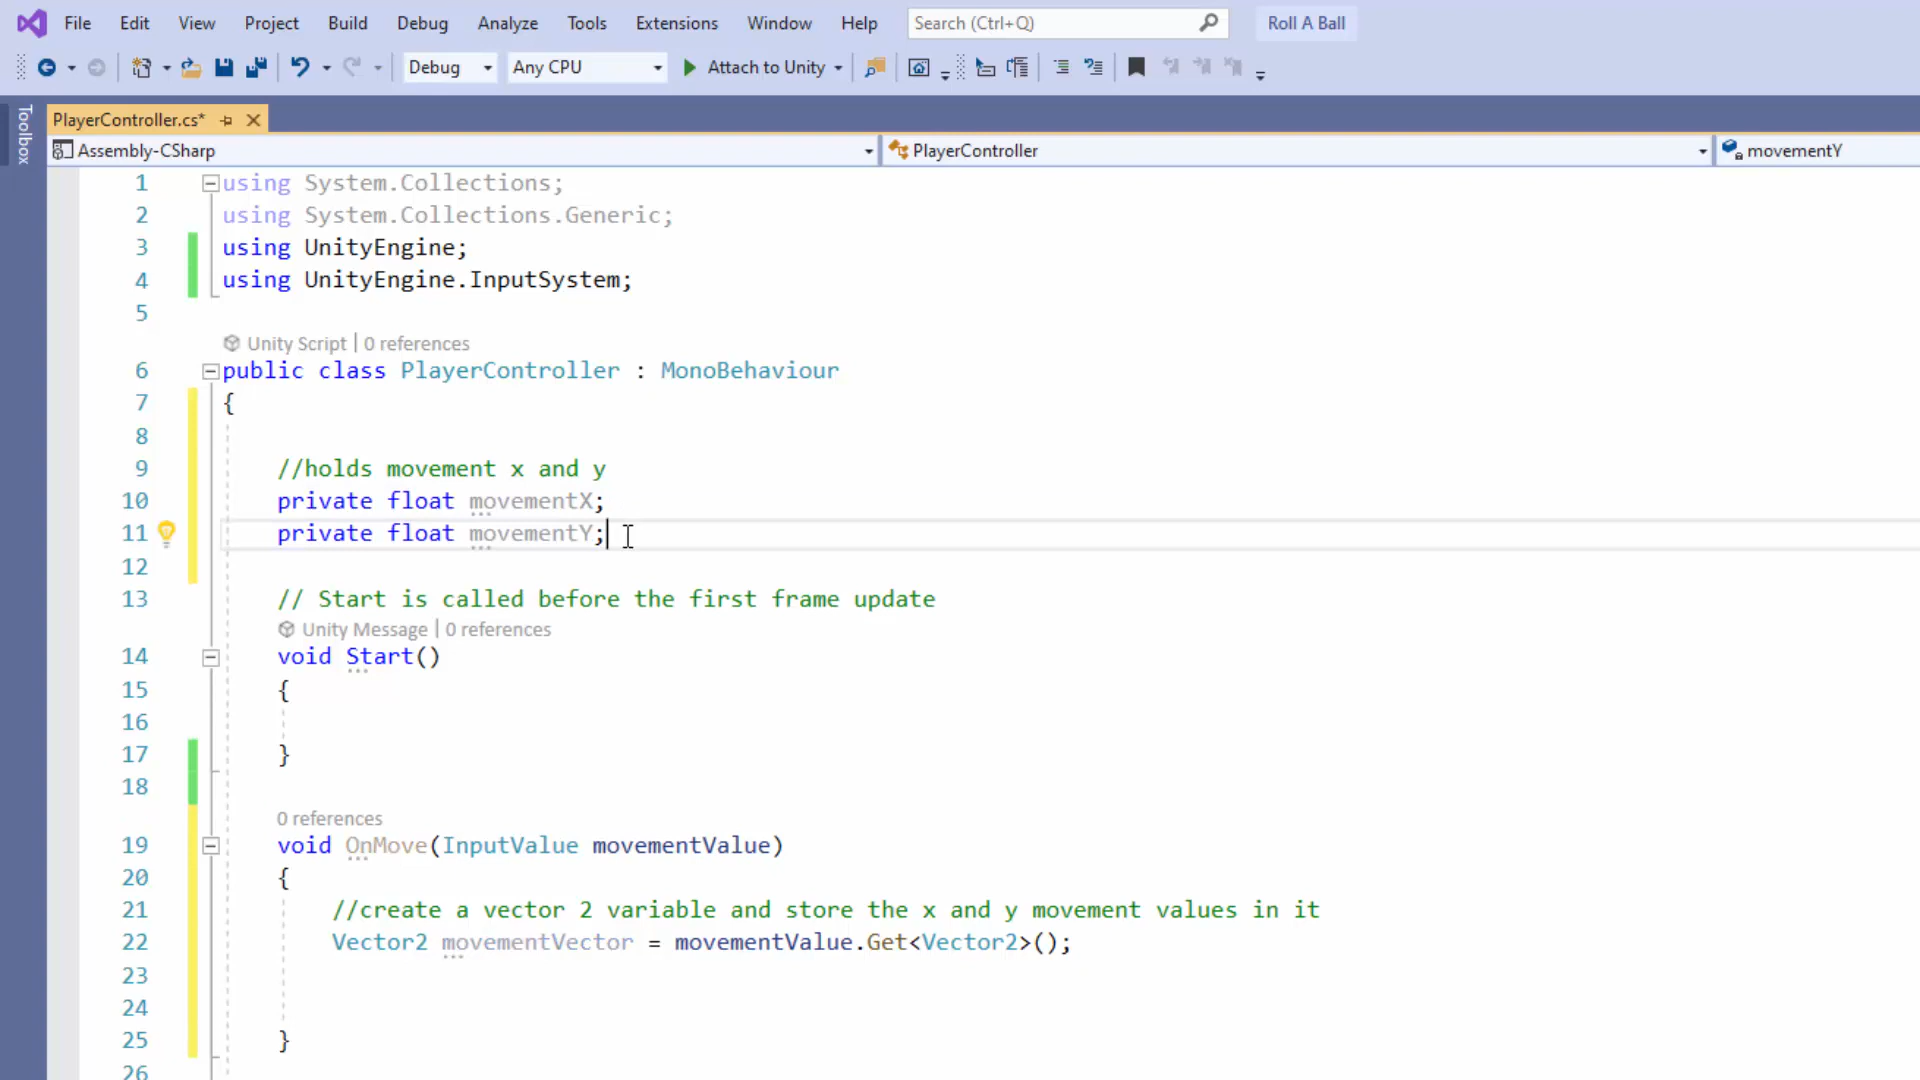 File Edit View Project Build Debug Analyze Tools Extensions Window Help Search (Ctrl+Q) Roll A Ball
Debug Any CPU Attach to Unity
Toolbox
PlayerController.cs*
Assembly-CSharp PlayerController movementY
1 using System.Collections;
2 using System.Collections.Generic;
3 using UnityEngine;
4 using UnityEngine.InputSystem;
5
Unity Script | 0 references
6 public class PlayerController : MonoBehaviour
7 {
8
9 //holds movement x and y
10 private float movementX;
11 private float movementY;
12
13 // Start is called before the first frame update
Unity Message | 0 references
14 void Start()
15 {
16
17 }
18
0 references
19 void OnMove(InputValue movementValue)
20 {
21 //create a vector 2 variable and store the x and y movement values in it
22 Vector2 movementVector = movementValue.Get<Vector2>();
23
24
25 }
26